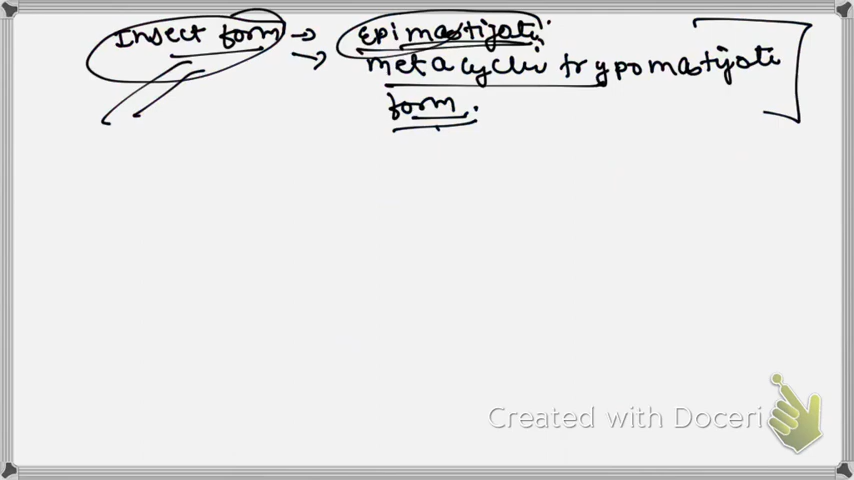 Insect form → Epimastigote
→ metacyclic trypomastigote
form.
Created with Doceri